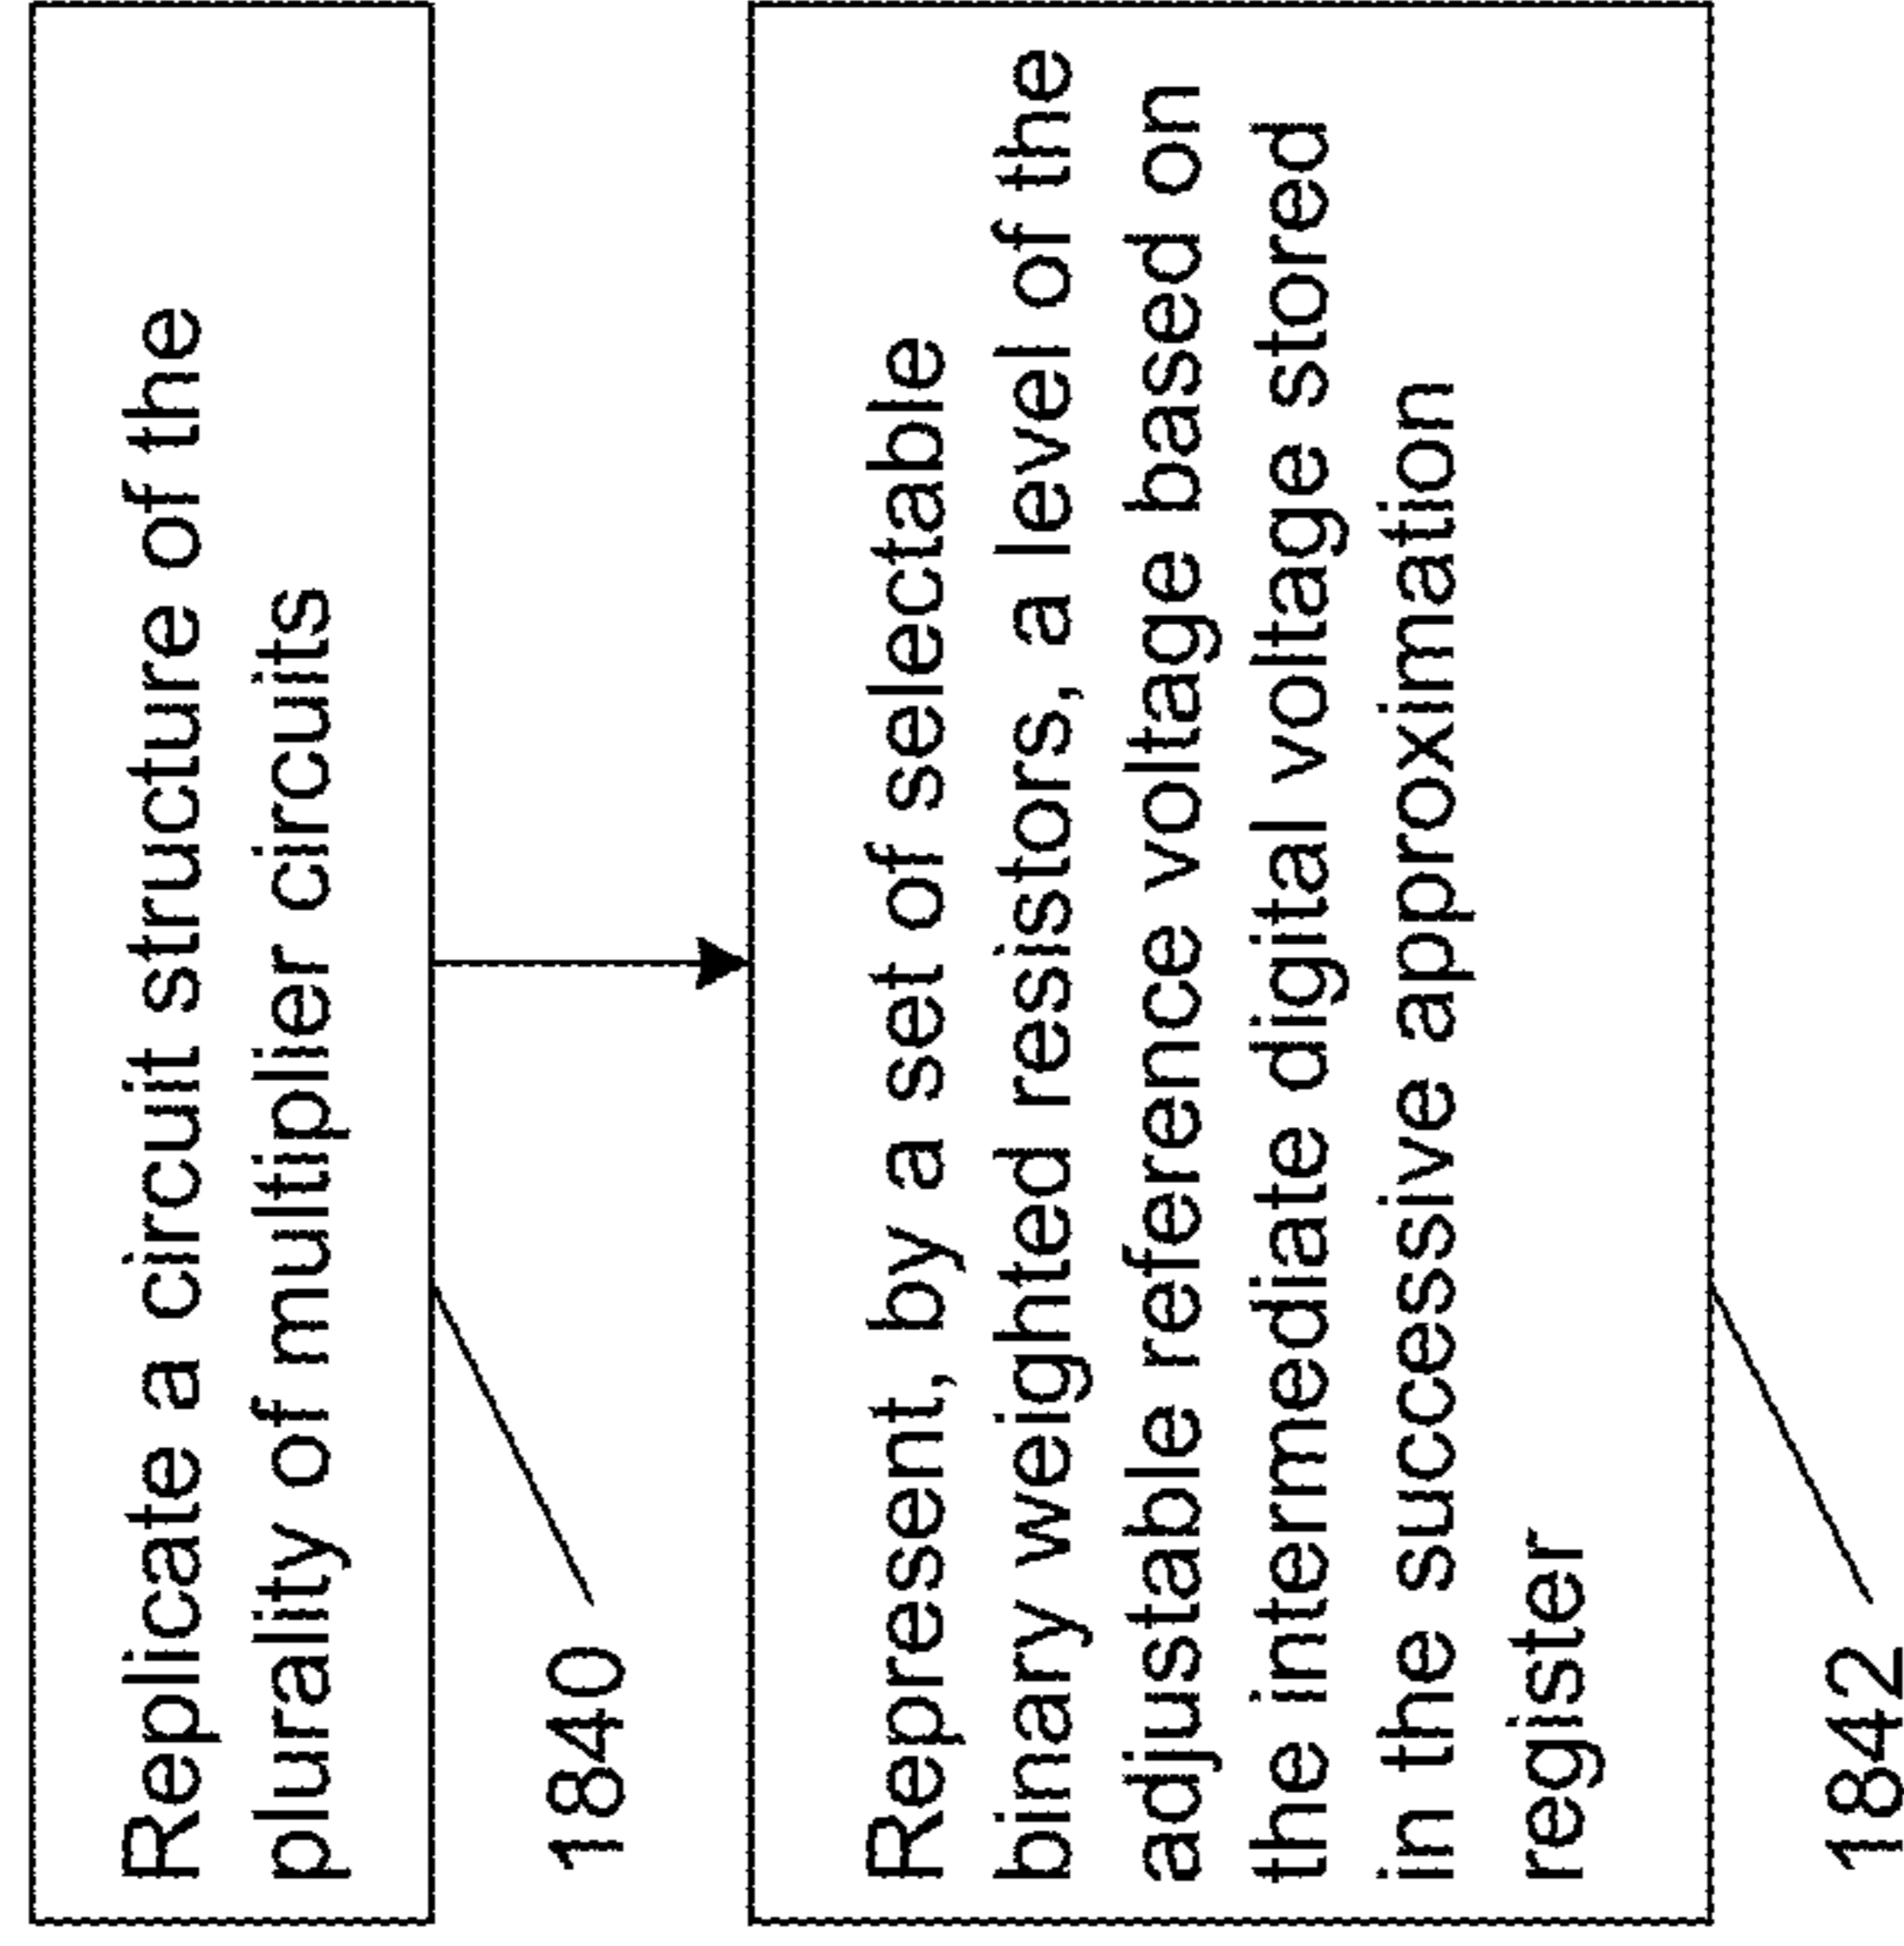 Replicate a circuit structure of the
plurality of multiplier circuits
1840
Represent, by a set of selectable
binary weighted resistors, a level of the
adjustable reference voltage based on
the intermediate digital voltage stored
in the successive approximation
register
1842